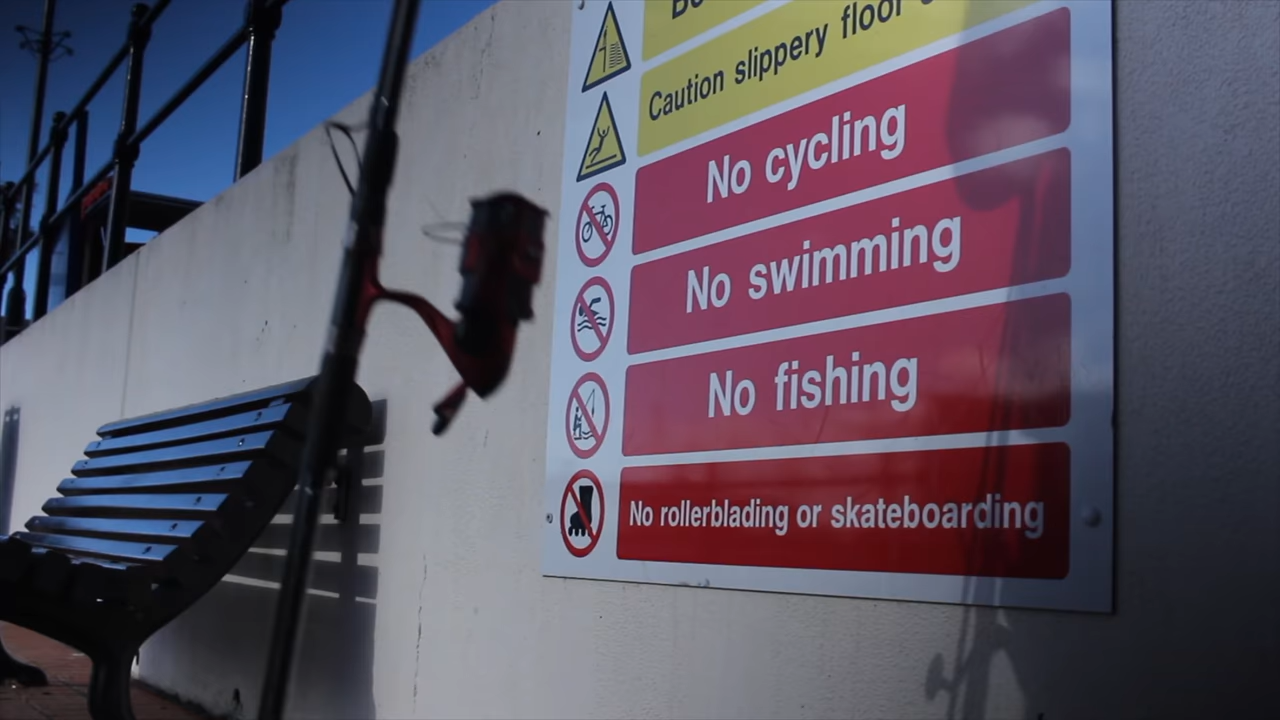 Caution slippery floor
No cycling
No swimming
No fishing
No rollerblading or skateboarding